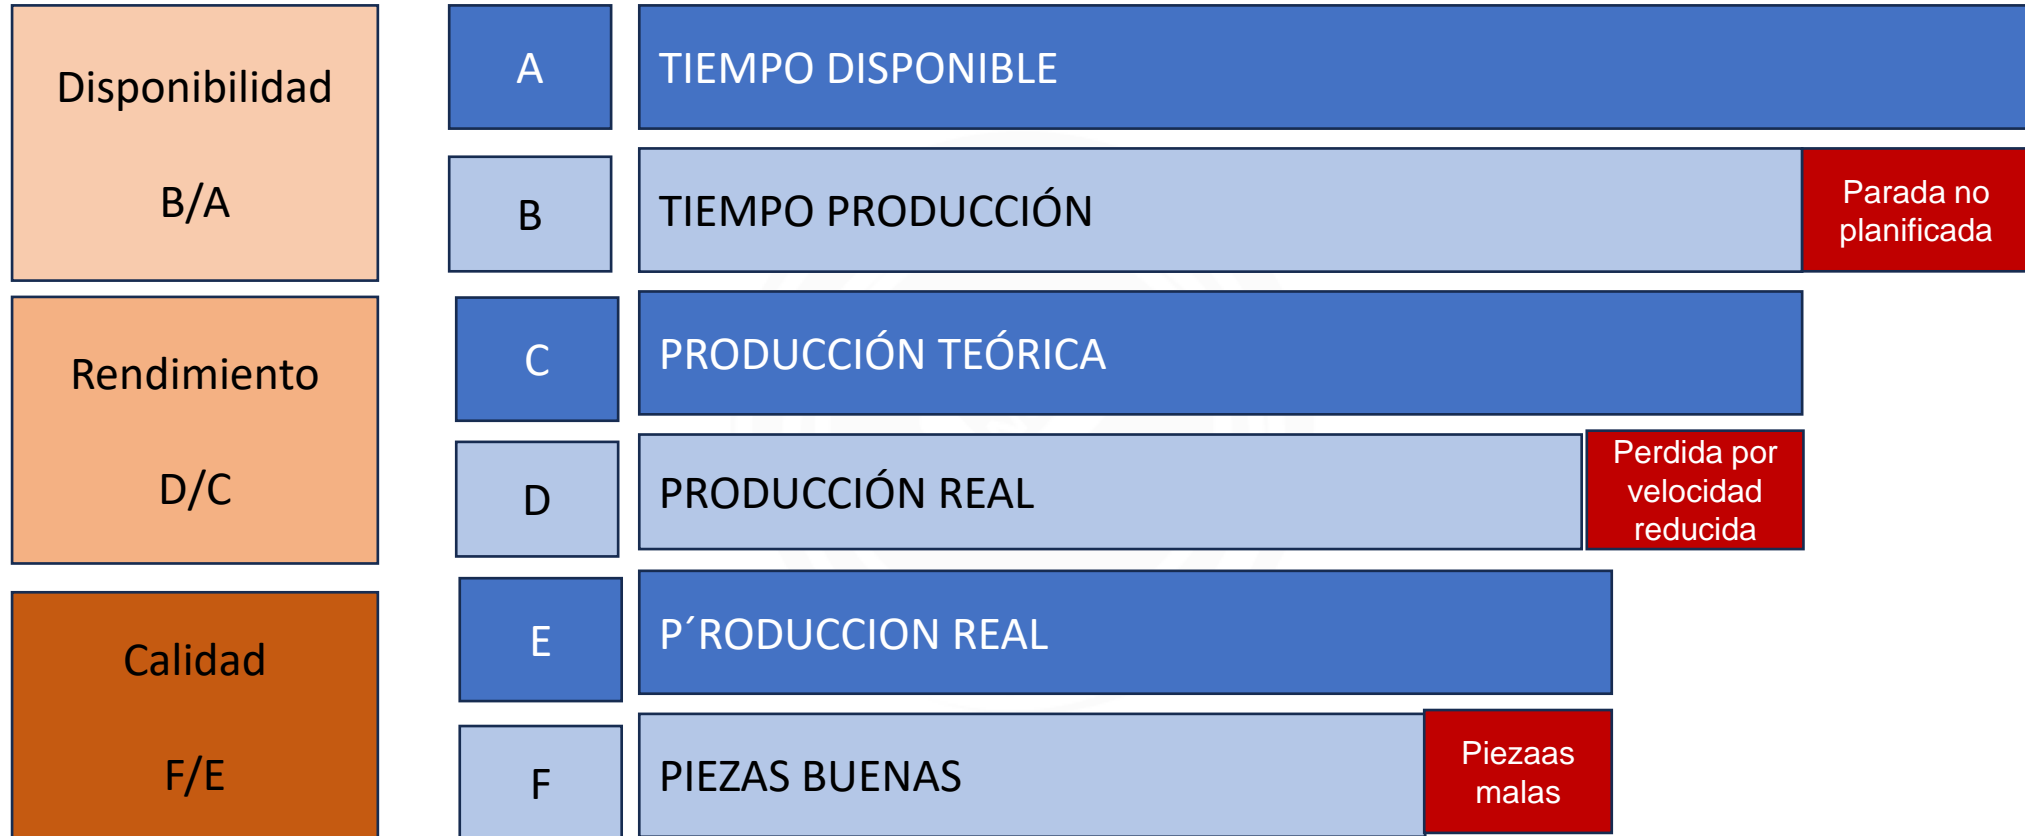 Disponibilidad
B/A
A
TIEMPO DISPONIBLE
B
TIEMPO PRODUCCIÓN
Parada no
planificada
Rendimiento
D/C
C
PRODUCCIÓN TEÓRICA
D
PRODUCCIÓN REAL
Perdida por
velocidad
reducida
Calidad
F/E
E
P´RODUCCION REAL
F
PIEZAS BUENAS
Piezaas
malas